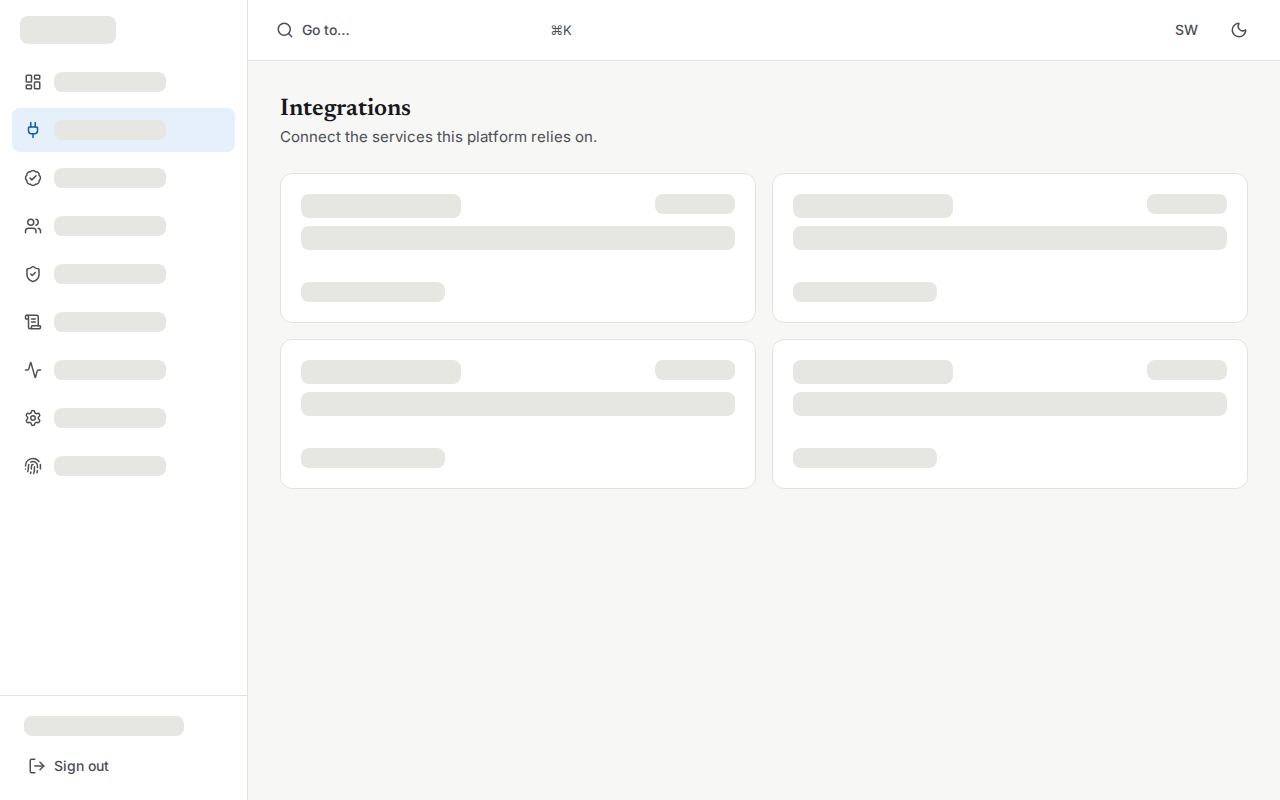 Go to...
⌘K
SW
Integrations
Connect the services this platform relies on.
Sign out